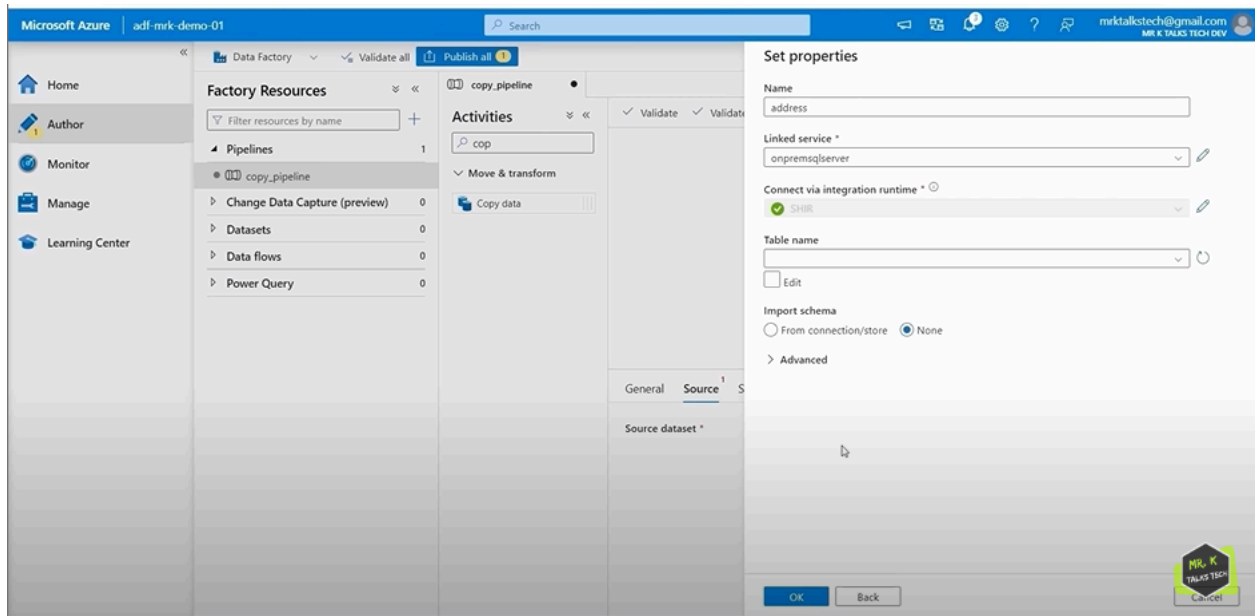 Microsoft Azure
adf-mrk-demo-01
Search
3
mrktalkstech@gmail.com
MR K TALKS TECH DEV
Home
Author
1
Monitor
Manage
Learning Center
Data Factory
Validate all
Publish all 1
Factory Resources
Filter resources by name
Pipelines 1
copy_pipeline
Change Data Capture (preview) 0
Datasets 0
Data flows 0
Power Query 0
copy_pipeline
Activities
cop
Move & transform
Copy data
Validate
Validate
General
Source 1
S
Source dataset *
Set properties
Name
address
Linked service *
onpremsqlserver
Connect via integration runtime *
SHIR
Table name
Edit
Import schema
From connection/store
None
Advanced
OK
Back
Cancel
MR. K
TALKS TECH